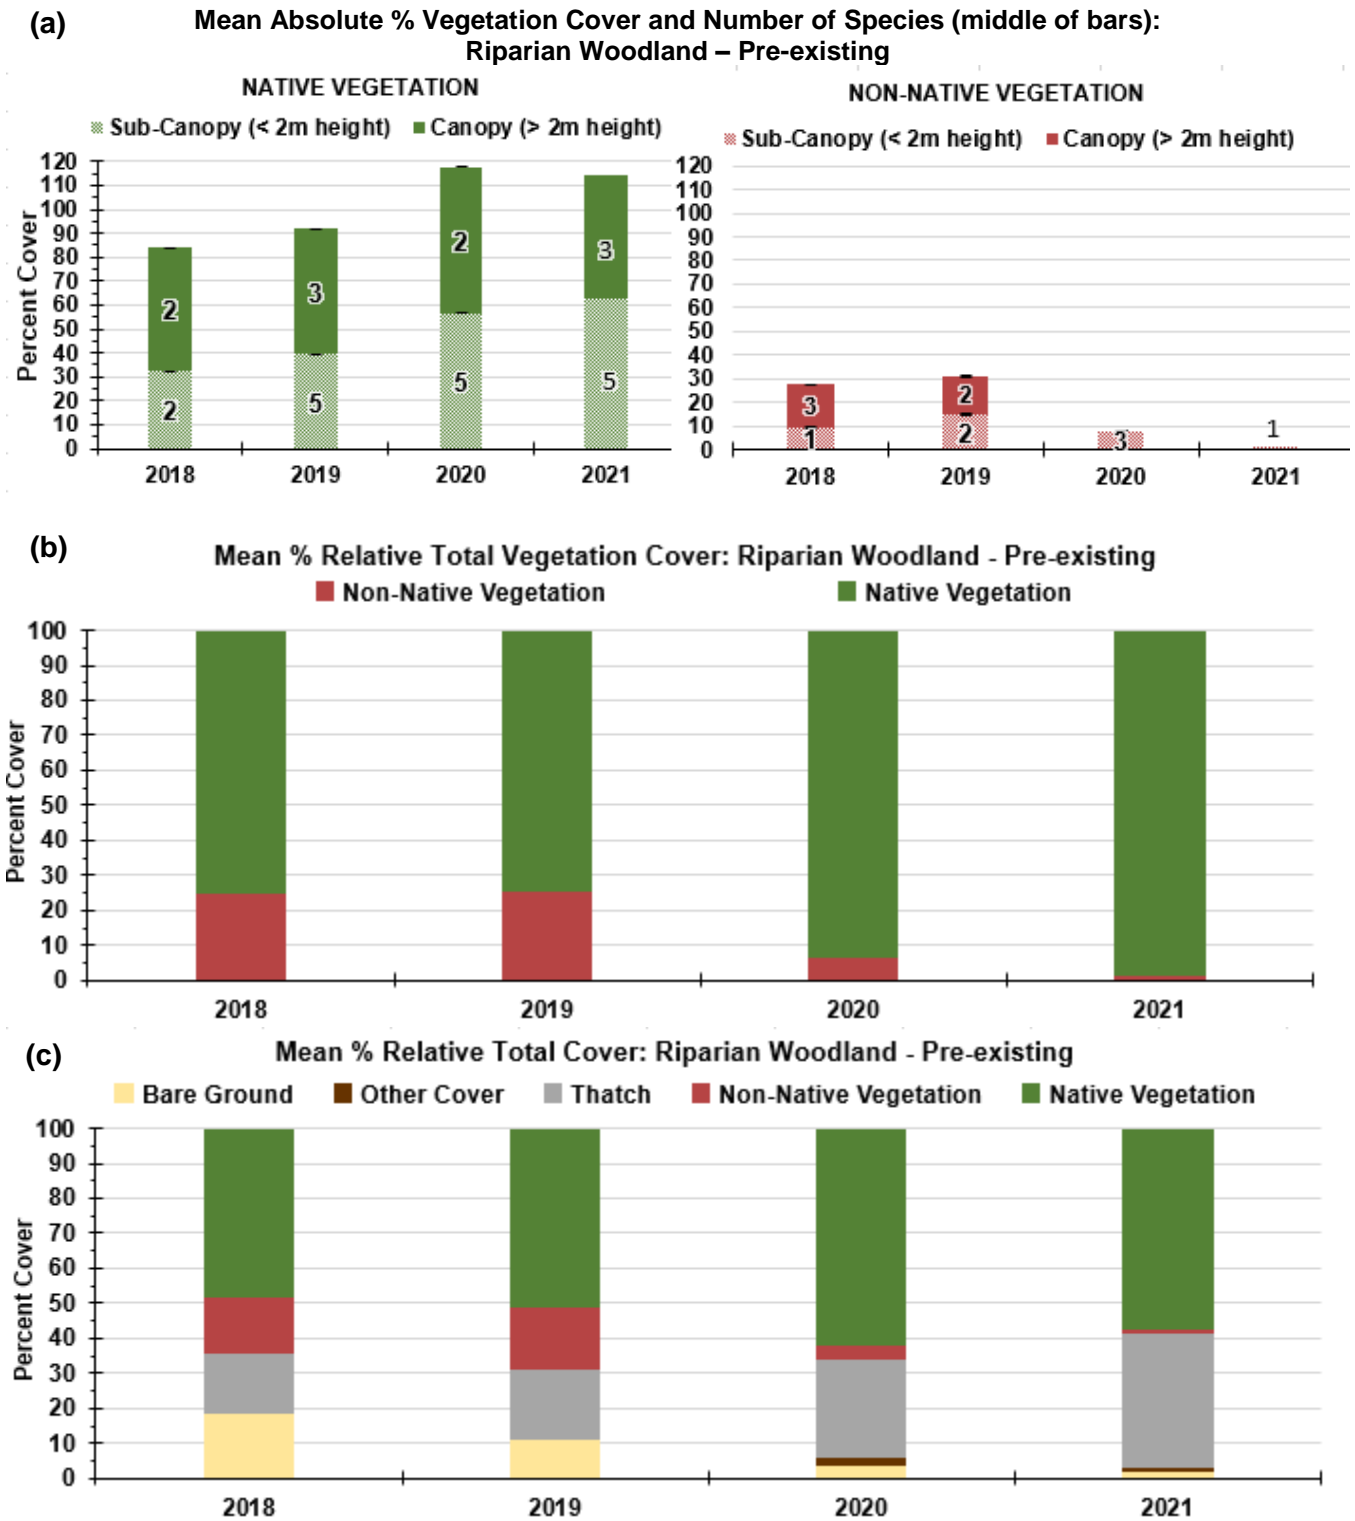 (a)
Mean Absolute % Vegetation Cover and Number of Species (middle of bars):
Riparian Woodland – Pre-existing
NATIVE VEGETATION
Sub-Canopy (< 2m height) Canopy (> 2m height)
Percent Cover
120
110
100
90
80
70
60
50
40
30
20
10
0
2 3 2 3
2 5 5 5
2018 2019 2020 2021
NON-NATIVE VEGETATION
Sub-Canopy (< 2m height) Canopy (> 2m height)
120
110
100
90
80
70
60
50
40
30
20
10
0
3 2
1 2 3 1
2018 2019 2020 2021
(b)
Mean % Relative Total Vegetation Cover: Riparian Woodland - Pre-existing
Non-Native Vegetation Native Vegetation
Percent Cover
100
90
80
70
60
50
40
30
20
10
0
2018 2019 2020 2021
(c)
Mean % Relative Total Cover: Riparian Woodland - Pre-existing
Bare Ground Other Cover Thatch Non-Native Vegetation Native Vegetation
Percent Cover
100
90
80
70
60
50
40
30
20
10
0
2018 2019 2020 2021